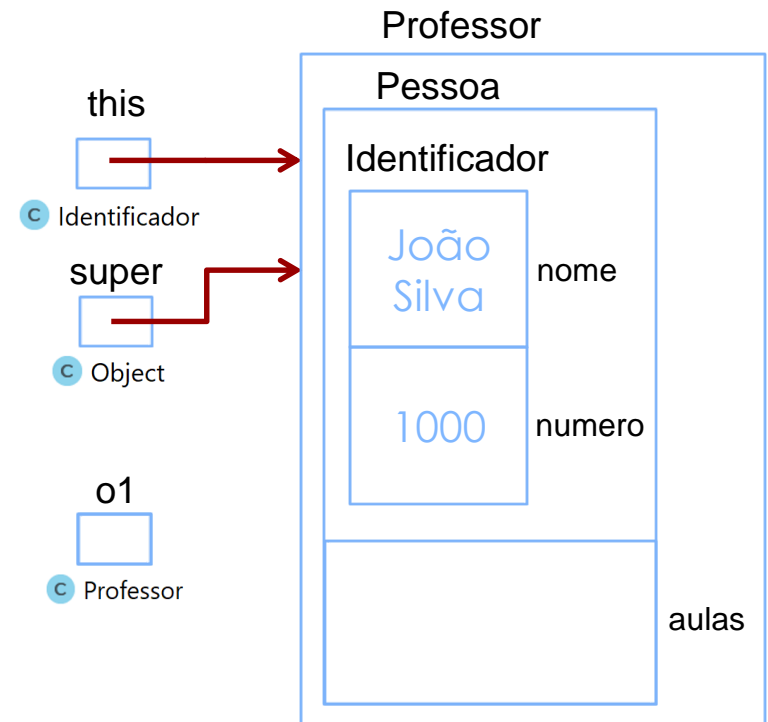 Professor
Pessoa
this
Identificador
C Identificador
João
Silva
nome
super
C Object
1000
numero
o1
C Professor
aulas